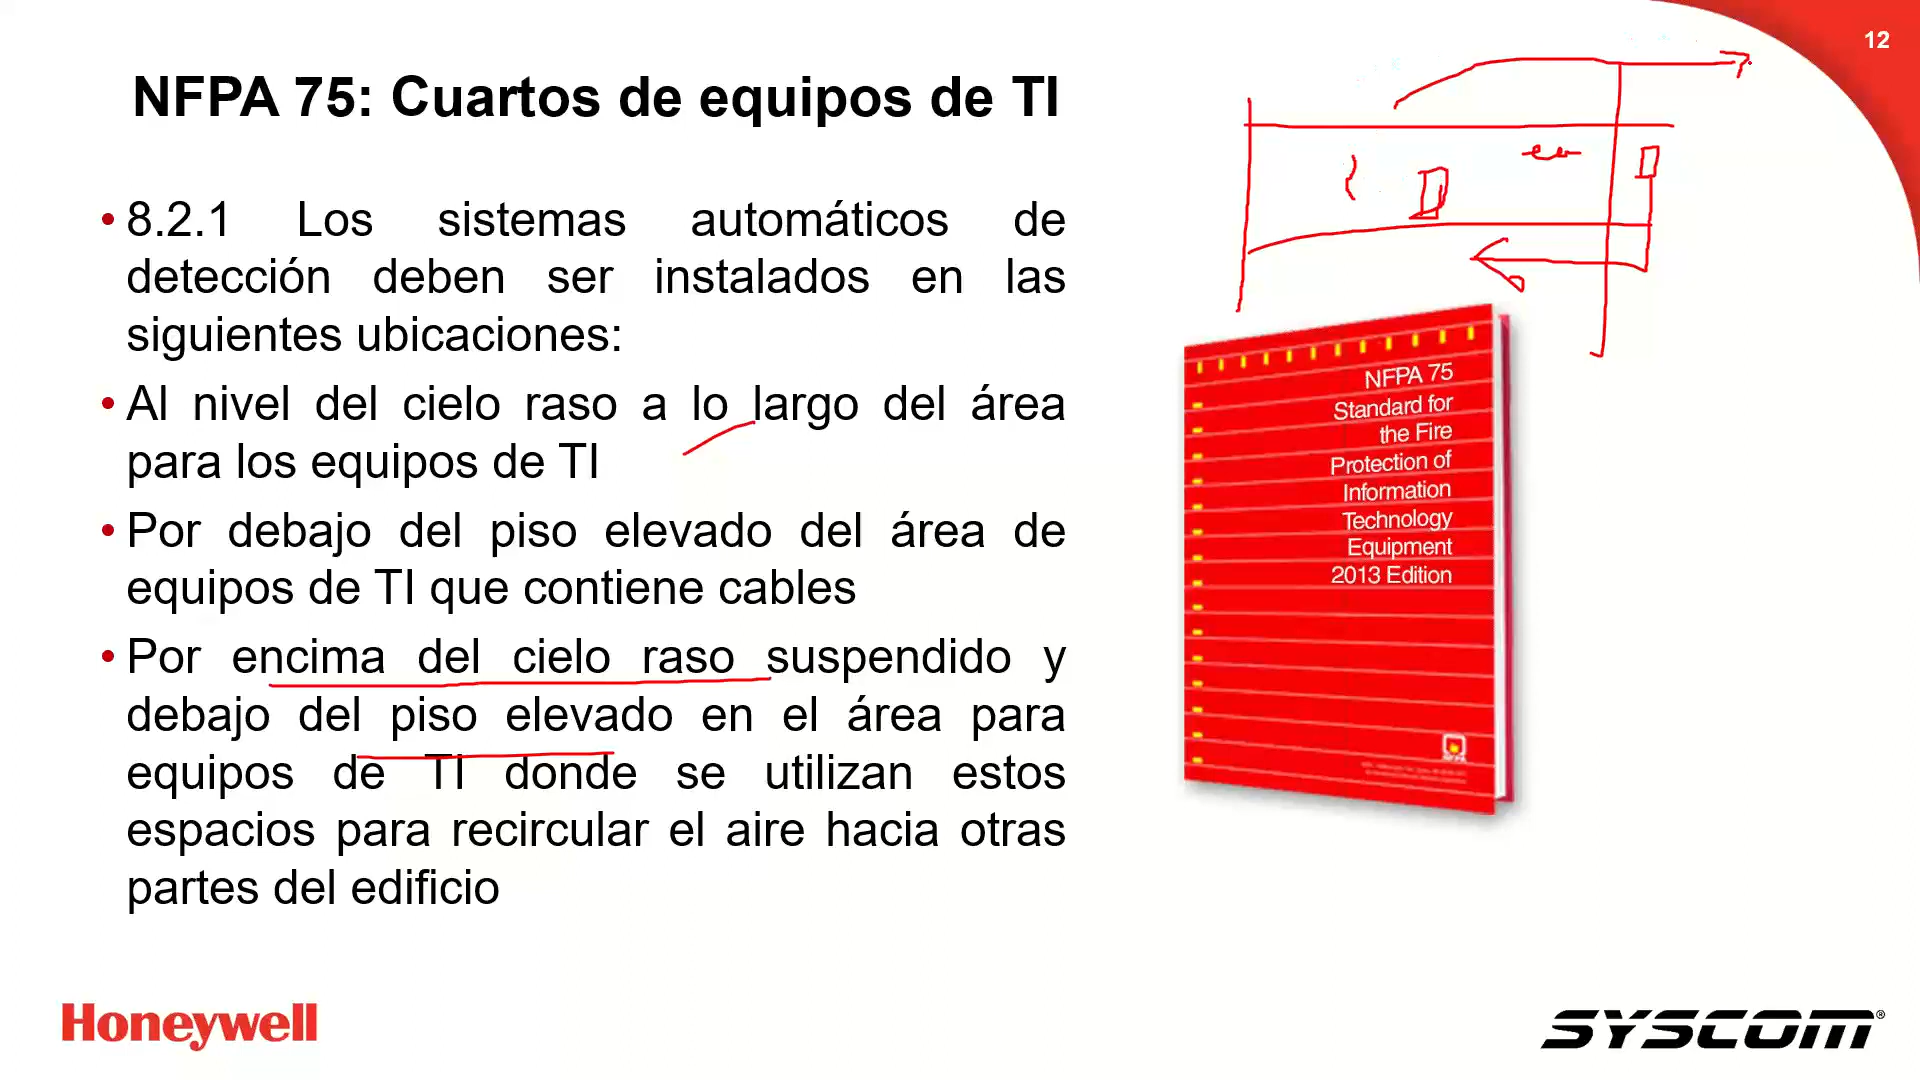 12
NFPA 75: Cuartos de equipos de TI
• 8.2.1 Los sistemas automáticos de
detección deben ser instalados en las
siguientes ubicaciones:
• Al nivel del cielo raso a lo largo del área
para los equipos de TI
• Por debajo del piso elevado del área de
equipos de TI que contiene cables
• Por encima del cielo raso suspendido y
debajo del piso elevado en el área para
equipos de TI donde se utilizan estos
espacios para recircular el aire hacia otras
partes del edificio
NFPA 75
Standard for
the Fire
Protection of
Information
Technology
Equipment
2013 Edition
Honeywell
SYSCOM®